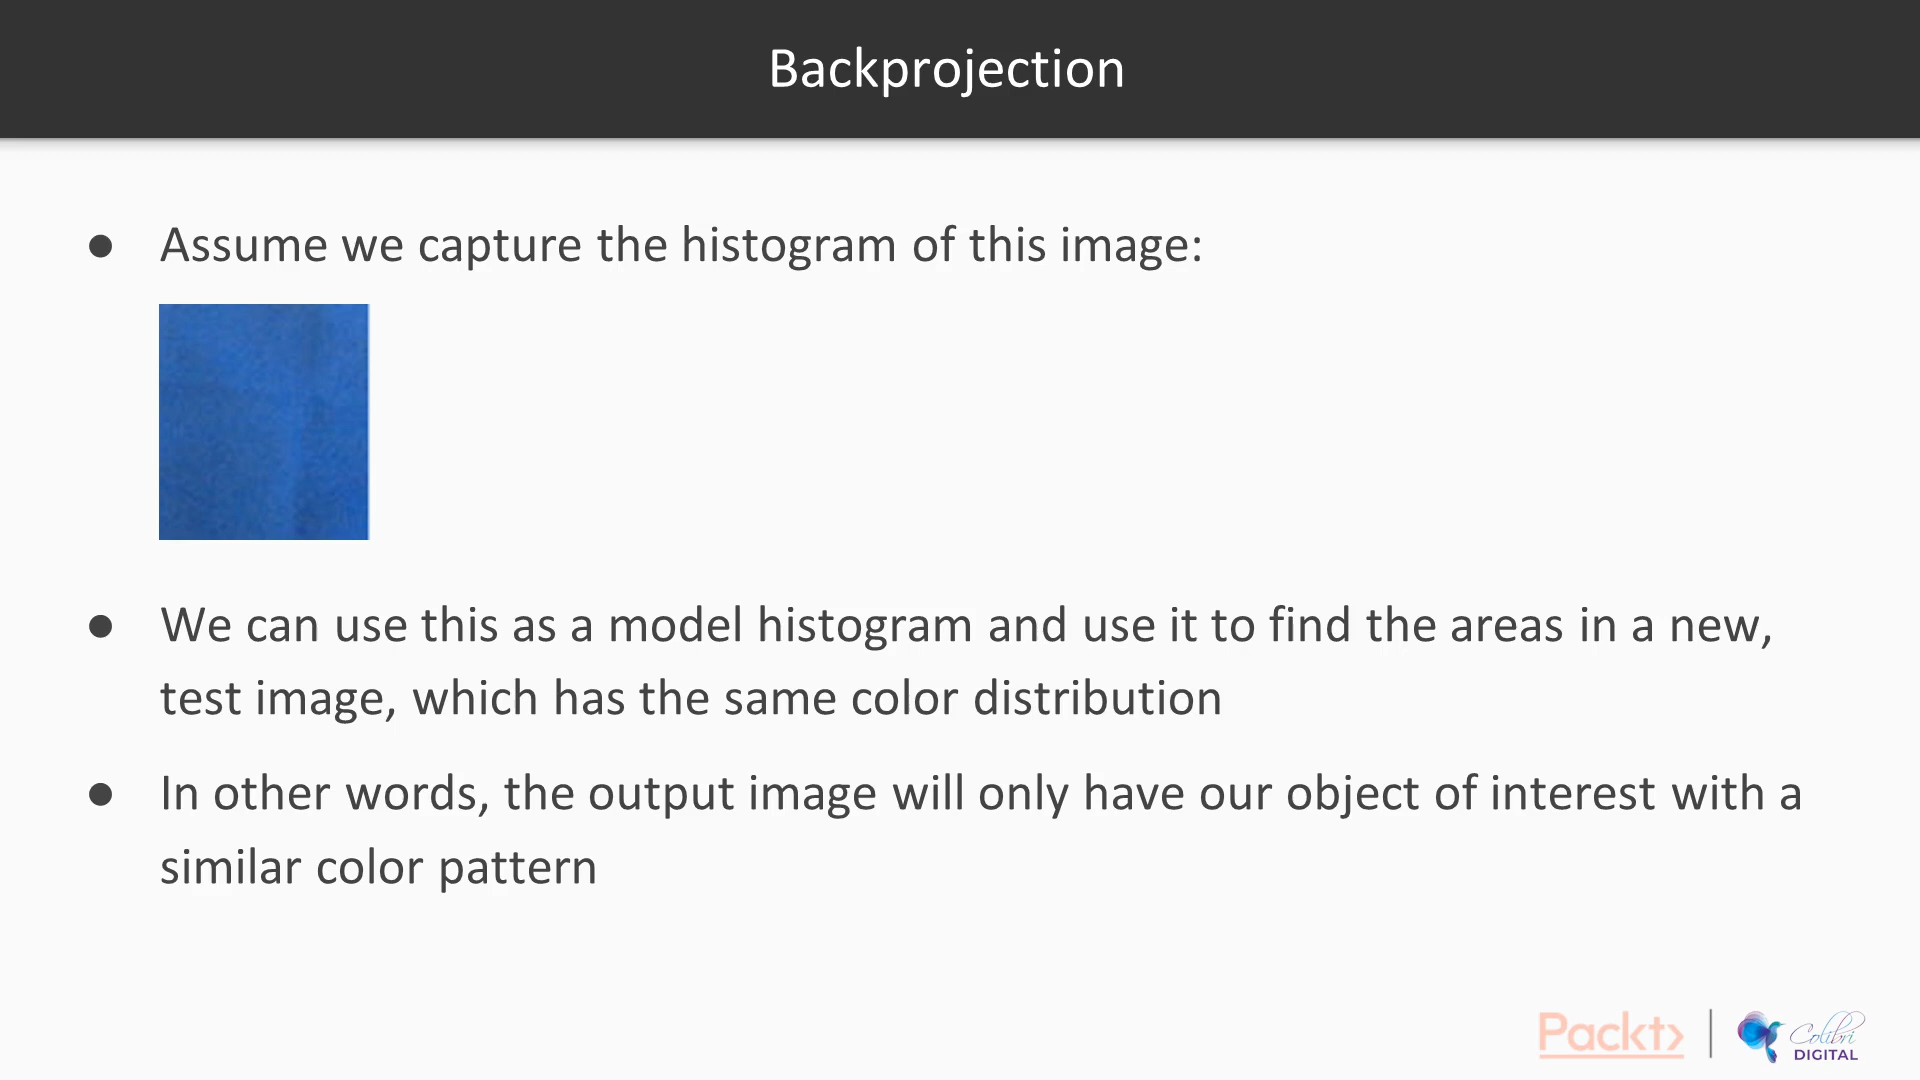 Backprojection
● Assume we capture the histogram of this image:
● We can use this as a model histogram and use it to find the areas in a new,
test image, which has the same color distribution
● In other words, the output image will only have our object of interest with a
similar color pattern
Packt
Colibri
DIGITAL